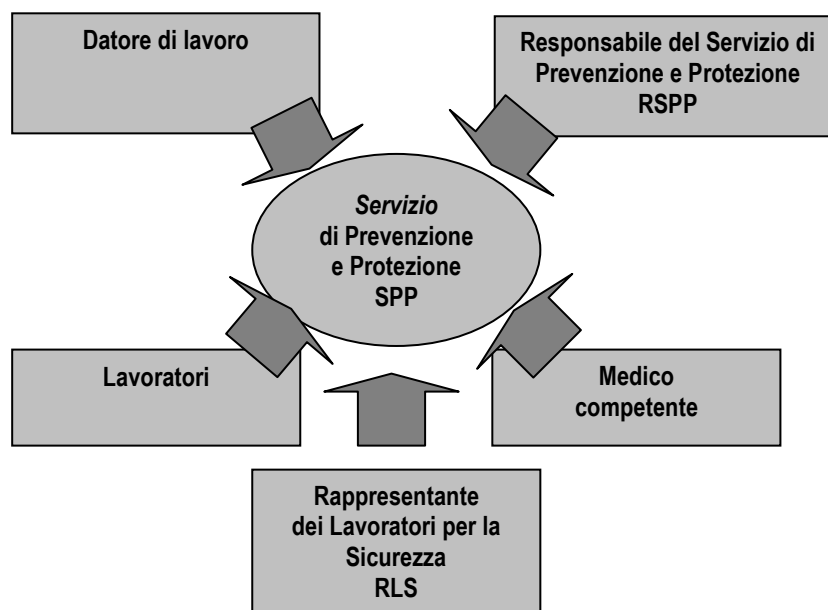 Datore di lavoro
Responsabile del Servizio di
Prevenzione e Protezione
RSPP
Servizio
di Prevenzione
e Protezione
SPP
Lavoratori
Medico
competente
Rappresentante
dei Lavoratori per la
Sicurezza
RLS